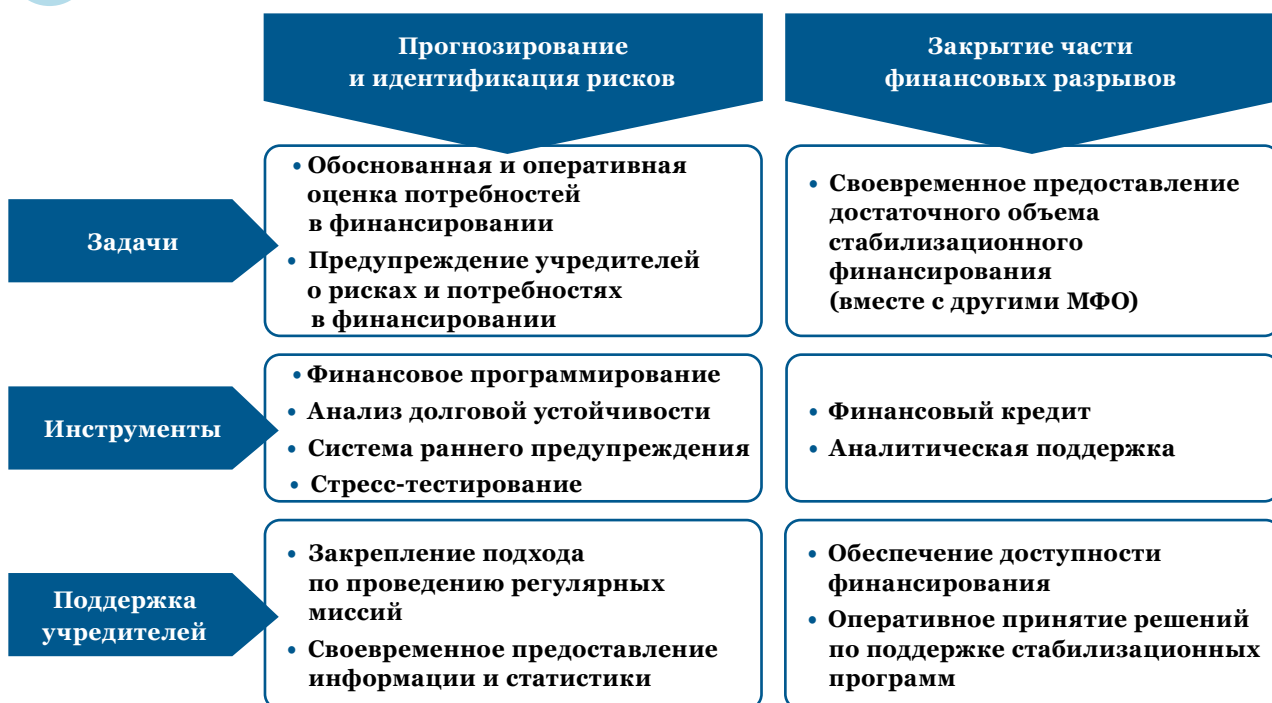 Прогнозирование
и идентификация рисков
Закрытие части
финансовых разрывов
Задачи
• Обоснованная и оперативная
оценка потребностей
в финансировании
• Предупреждение учредителей
о рисках и потребностях
в финансировании
• Своевременное предоставление
достаточного объема
стабилизационного
финансирования
(вместе с другими МФО)
Инструменты
• Финансовое программирование
• Анализ долговой устойчивости
• Система раннего предупреждения
• Стресс-тестирование
• Финансовый кредит
• Аналитическая поддержка
Поддержка
учредителей
• Закрепление подхода
по проведению регулярных
миссий
• Своевременное предоставление
информации и статистики
• Обеспечение доступности
финансирования
• Оперативное принятие решений
по поддержке стабилизационных
программ